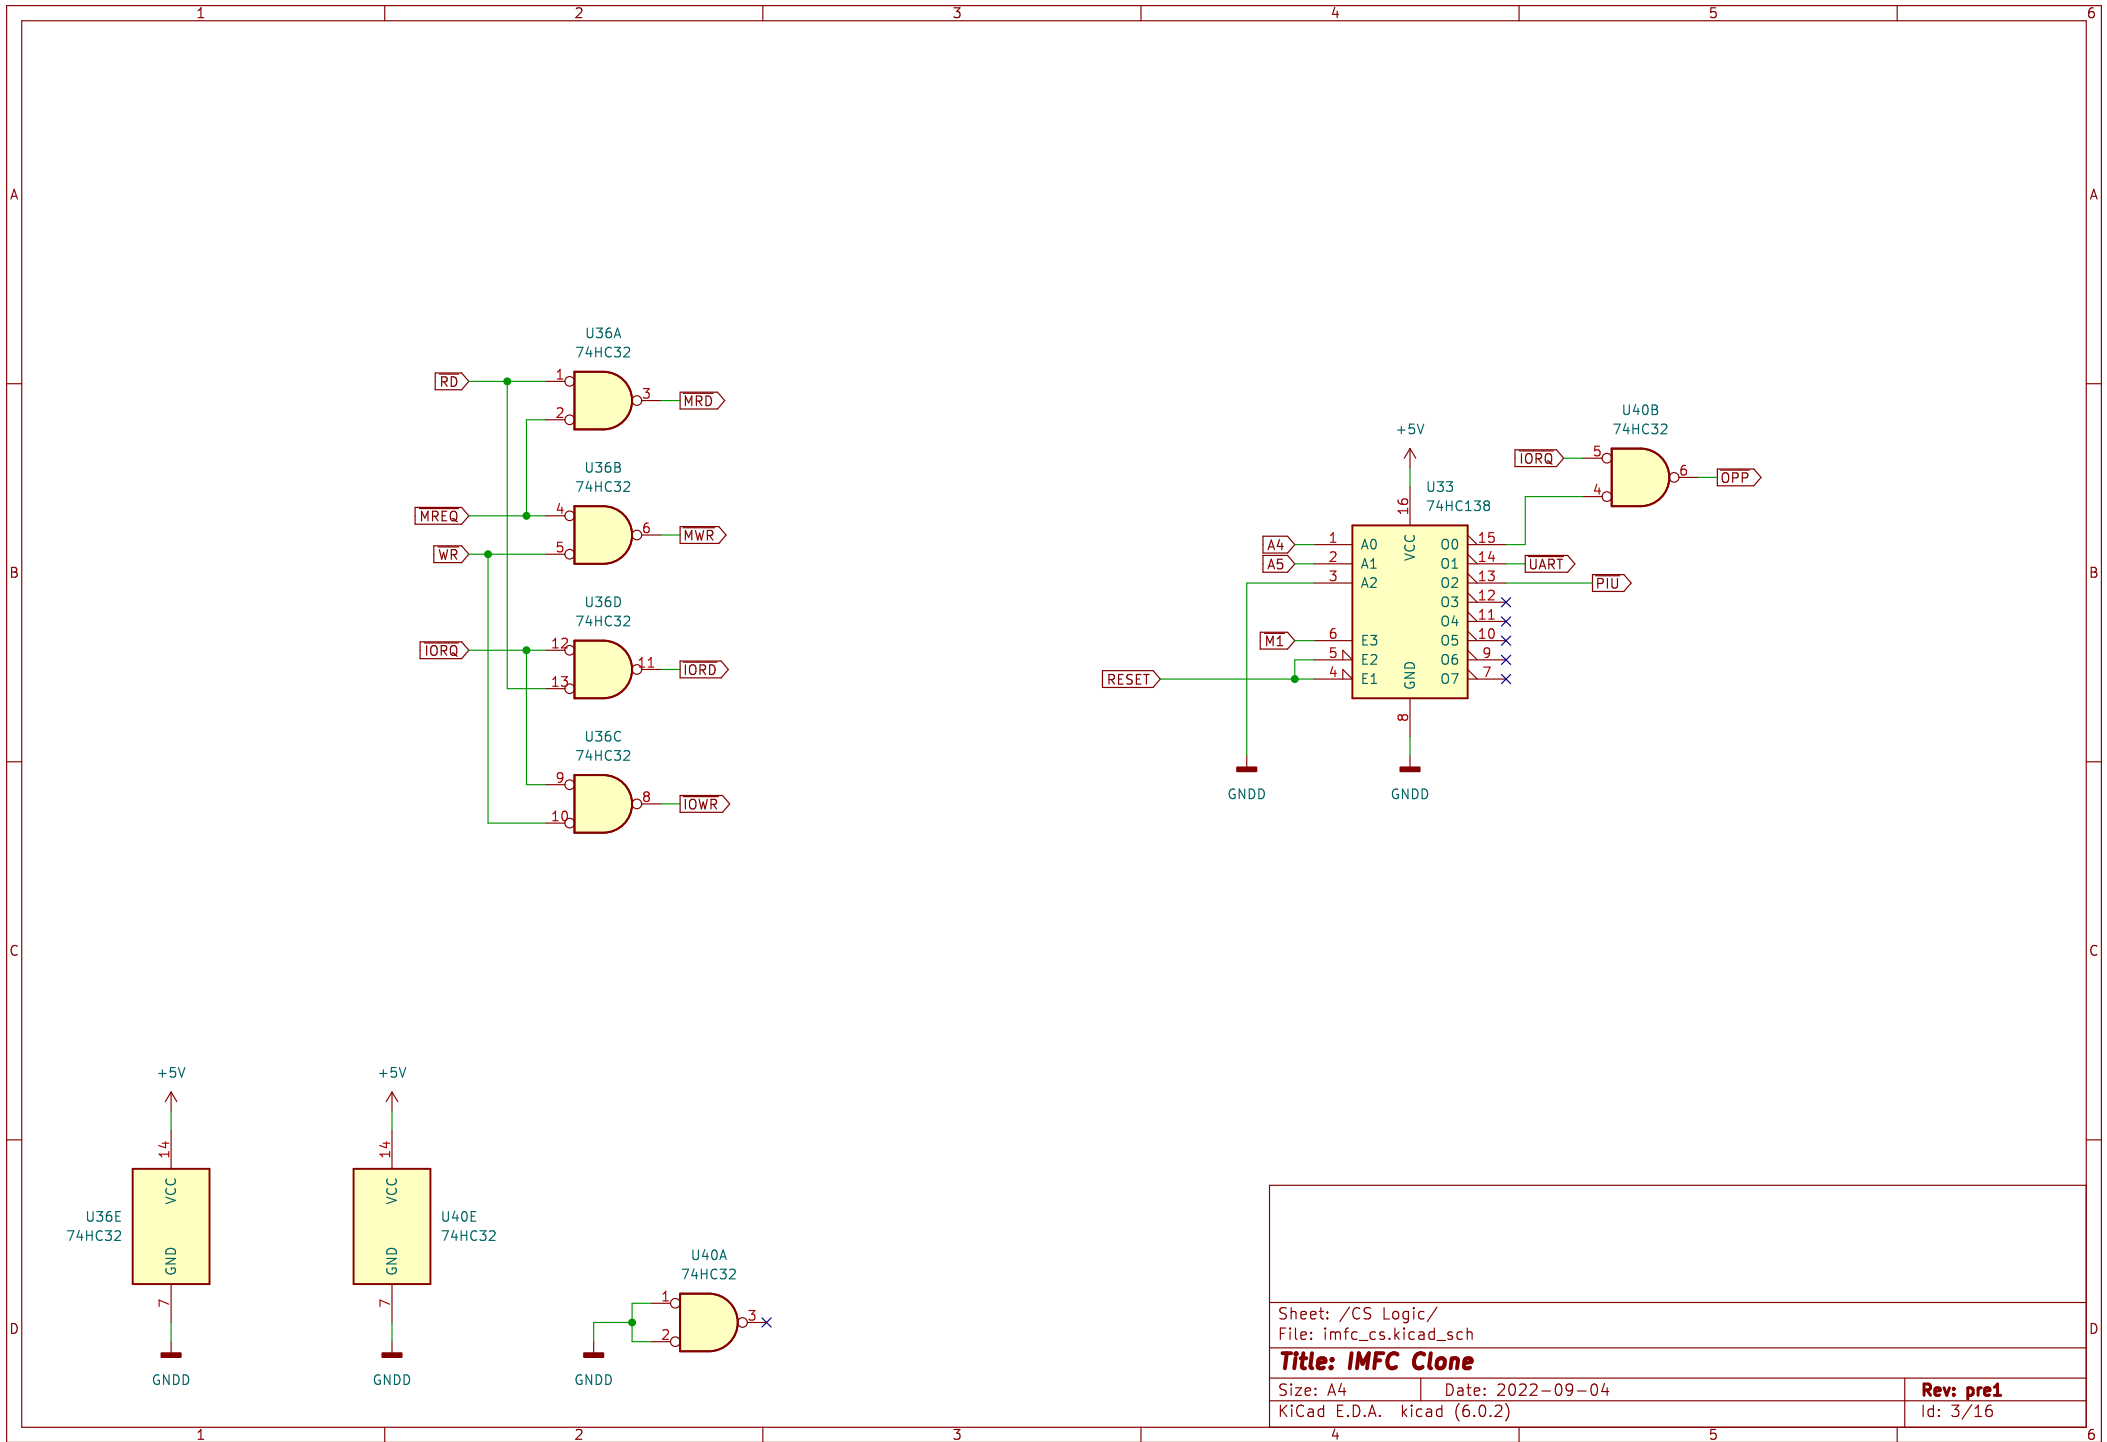 1 2 3 4 5 6
A A
U36A
74HC32
RD 1 2 3 MRD
U36B
74HC32
MREQ 4
WR 5 6 MWR
U36D
74HC32
IORQ 12 13 11 IORD
U36C
74HC32
9 10 8 IOWR
B B
U40B
74HC32
IORQ 5 4 6 OPP
+5V
U33
74HC138
16 VCC
A4 1 A0 O0 15
A5 2 A1 O1 14 UART
3 A2 O2 13 PIU
O3 12
O4 11
M1 6 E3 O5 10
5 E2 O6 9
RESET 4 E1 O7 7
GND 8
GNDD GNDD
C C
+5V +5V
14 14
VCC VCC
U36E U40E
74HC32 74HC32
GND GND
7 7
GNDD GNDD
U40A
74HC32
1 2 3
GNDD
D D
Sheet: /CS Logic/
File: imfc_cs.kicad_sch
Title: IMFC Clone
Size: A4 Date: 2022-09-04 Rev: pre1
KiCad E.D.A. kicad (6.0.2) Id: 3/16
1 2 3 4 5 6